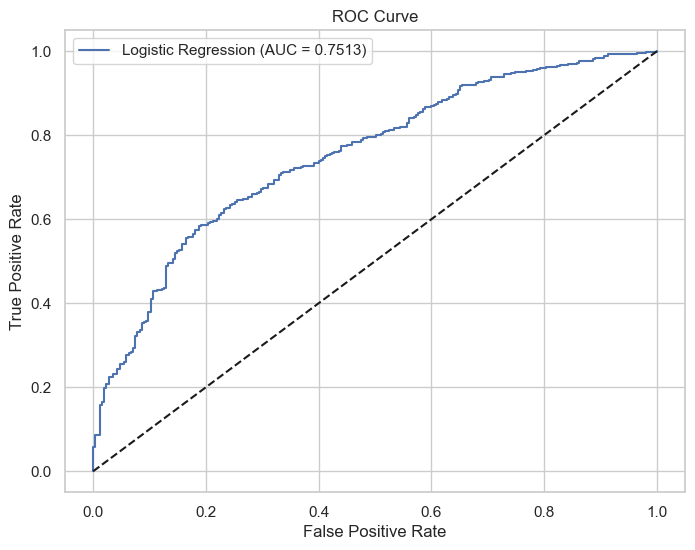 ROC Curve
Logistic Regression (AUC = 0.7513)
True Positive Rate
1.0
0.8
0.6
0.4
0.2
0.0
0.0 0.2 0.4 0.6 0.8 1.0
False Positive Rate